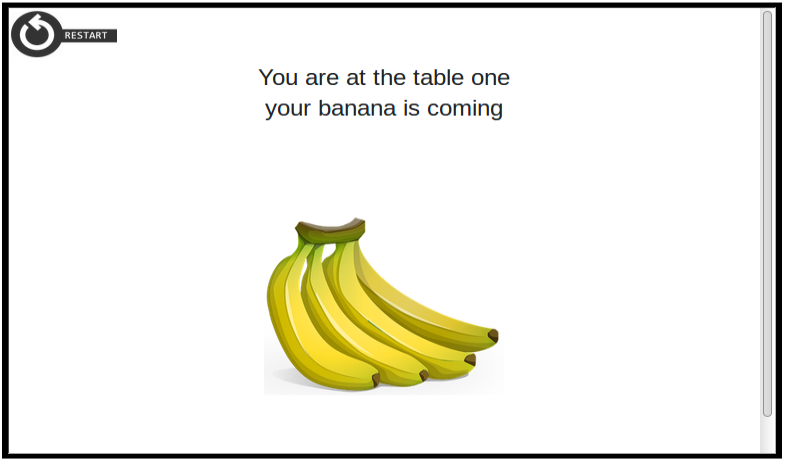 RESTART
You are at the table one
your banana is coming